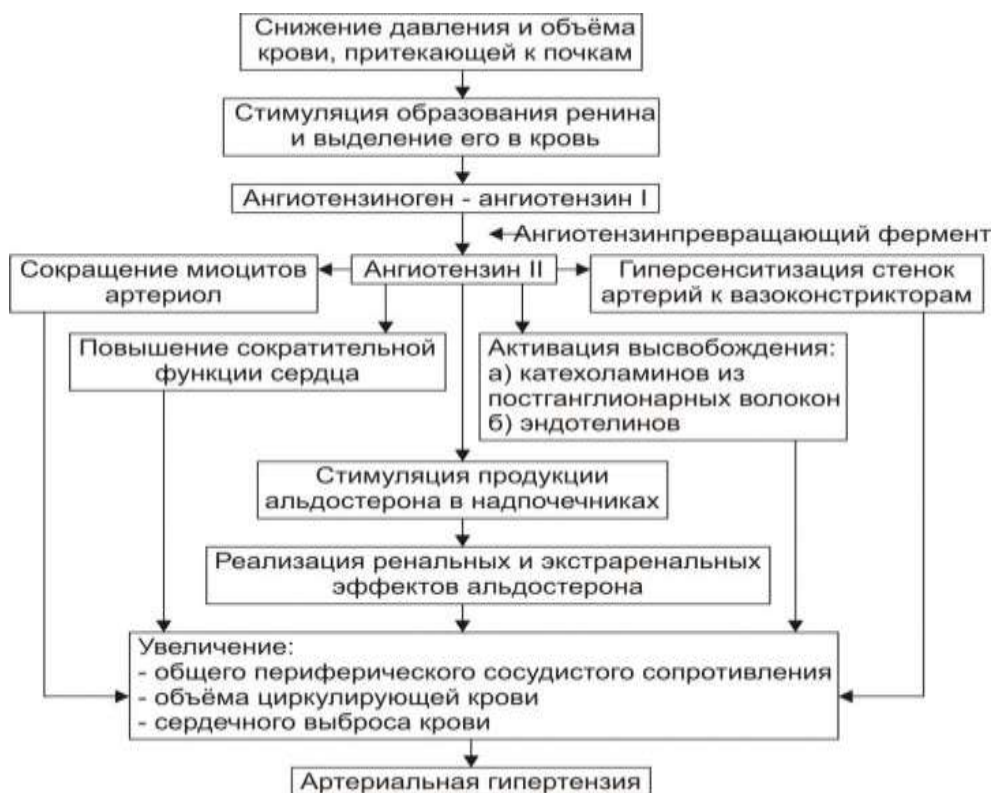 Снижение давления и объёма
крови, притекающей к почкам
Стимуляция образования ренина
и выделение его в кровь
Ангиотензиноген - ангиотензин I
Ангиотензинпревращающий фермент
Сокращение миоцитов
артериол
Ангиотензин II
Гиперсенситизация стенок
артерий к вазоконстрикторам
Повышение сократительной
функции сердца
Активация высвобождения:
а) катехоламинов из
постганглионарных волокон
б) эндотелинов
Стимуляция продукции
альдостерона в надпочечниках
Реализация ренальных и экстраренальных
эффектов альдостерона
Увеличение:
- общего периферического сосудистого сопротивления
- объёма циркулирующей крови
- сердечного выброса крови
Артериальная гипертензия